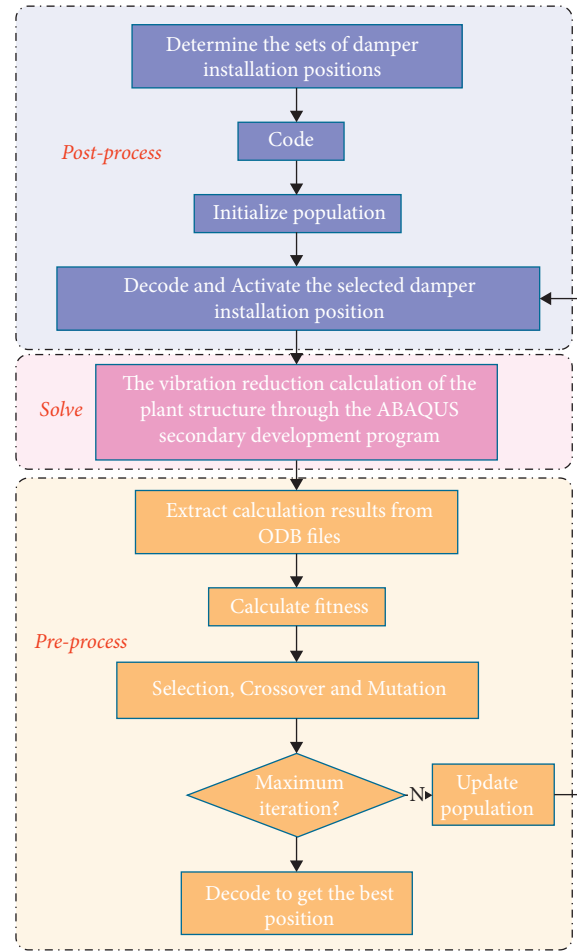 Determine the sets of damper
installation positions
Post-process
Code
Initialize population
Decode and Activate the selected damper
installation position
The vibration reduction calculation of the
plant structure through the ABAQUS
secondary development program
Solve
Extract calculation results from
ODB files
Calculate fitness
Pre-process
Selection, Crossover and Mutation
Maximum
iteration?
N
Update
population
Decode to get the best
position